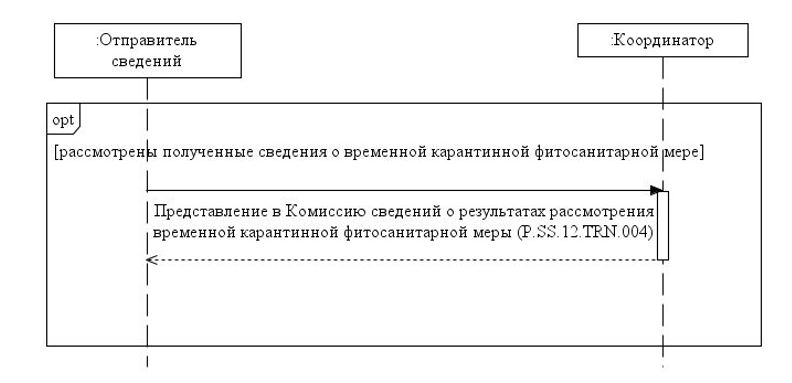 :Отправитель
сведений
:Координатор
opt
[рассмотрены полученные сведения о временной карантинной фитосанитарной мере]
Представление в Комиссию сведений о результатах рассмотрения
временной карантинной фитосанитарной меры (P.SS.12.TRN.004)